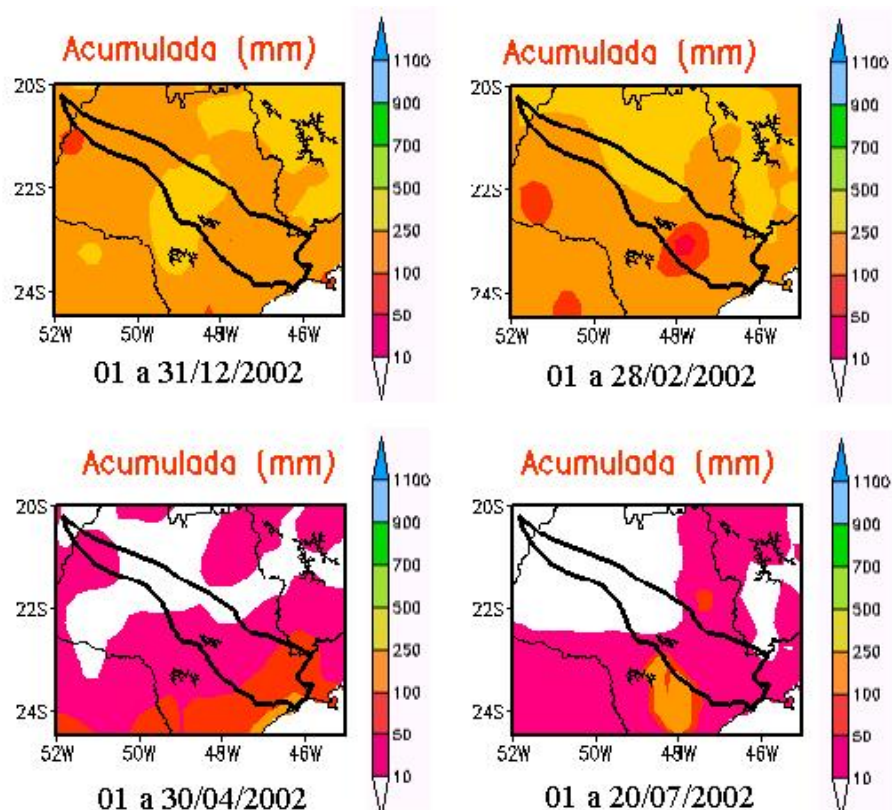 Acumulada (mm)
1100
900
700
500
250
100
50
10
20S
22S
24S
52W
50W
48W
46W
01 a 31/12/2002
Acumulada (mm)
1100
900
700
500
250
100
50
10
20S
22S
24S
52W
50W
48W
46W
01 a 28/02/2002
Acumulada (mm)
1100
900
700
500
250
100
50
10
20S
22S
24S
52W
50W
48W
46W
01 a 30/04/2002
Acumulada (mm)
1100
900
700
500
250
100
50
10
20S
22S
24S
52W
50W
48W
46W
01 a 20/07/2002